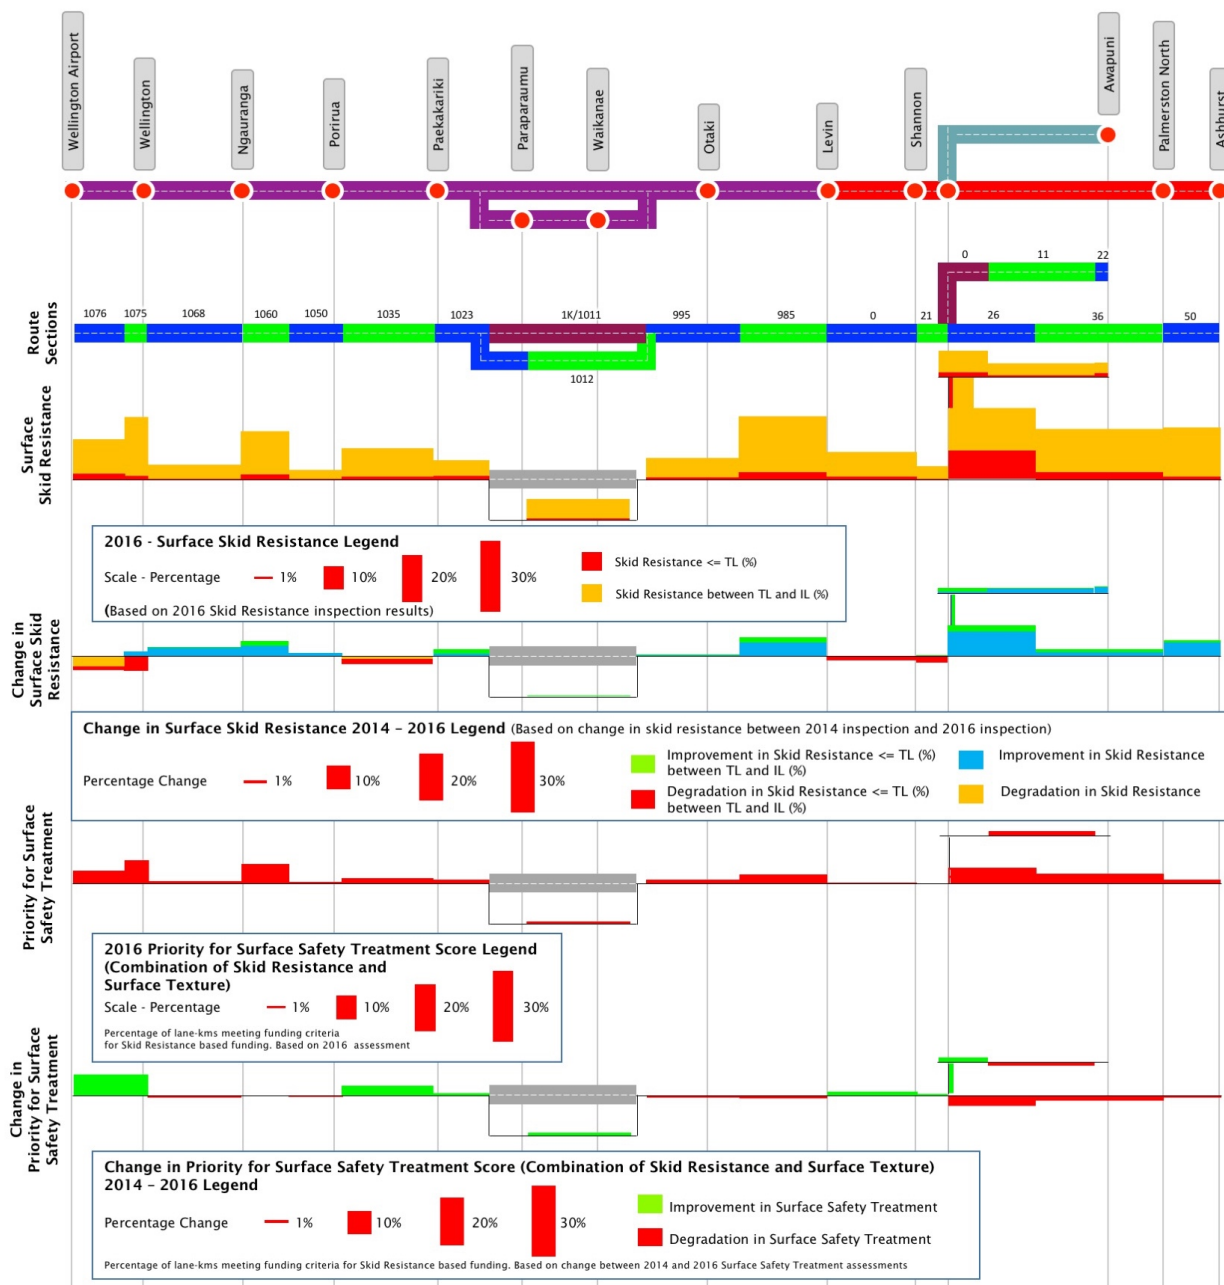 Wellington Airport
Wellington
Ngauranga
Porirua
Paekakariki
Paraparaumu
Waikanae
Otaki
Levin
Shannon
Awapuni
Palmerston North
Ashhurst
0 11 22
Route
Sections
1076 1075 1068 1060 1050 1035 1023 1K/1011 995 985 0 21 26 36 50
1012
Surface
Skid Resistance
2016 - Surface Skid Resistance Legend
Scale - Percentage 1% 10% 20% 30%
Skid Resistance <= TL (%)
Skid Resistance between TL and IL (%)
(Based on 2016 Skid Resistance inspection results)
Change in
Surface Skid
Resistance
Change in Surface Skid Resistance 2014 – 2016 Legend (Based on change in skid resistance between 2014 inspection and 2016 inspection)
Percentage Change 1% 10% 20% 30%
Improvement in Skid Resistance <= TL (%)
between TL and IL (%)
Degradation in Skid Resistance <= TL (%)
between TL and IL (%)
Improvement in Skid Resistance
Degradation in Skid Resistance
Priority for Surface
Safety Treatment
2016 Priority for Surface Safety Treatment Score Legend
(Combination of Skid Resistance and
Surface Texture)
Scale - Percentage 1% 10% 20% 30%
Percentage of lane-kms meeting funding criteria
for Skid Resistance based funding. Based on 2016 assessment
Change in
Priority for Surface
Safety Treatment
Change in Priority for Surface Safety Treatment Score (Combination of Skid Resistance and Surface Texture)
2014 – 2016 Legend
Percentage Change 1% 10% 20% 30%
Improvement in Surface Safety Treatment
Degradation in Surface Safety Treatment
Percentage of lane-kms meeting funding criteria for Skid Resistance based funding. Based on change between 2014 and 2016 Surface Safety Treatment assessments